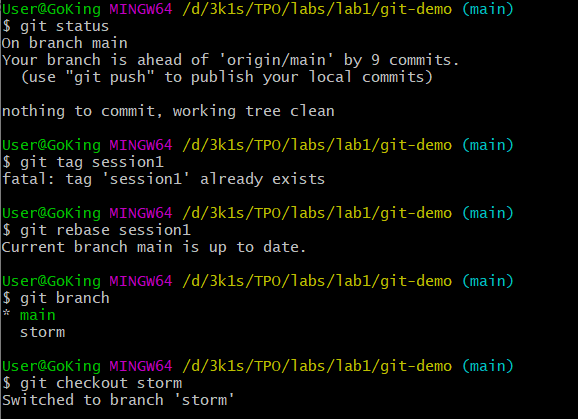 User@GoKing MINGW64 /d/3k1s/TPO/labs/lab1/git-demo (main)
$ git status
On branch main
Your branch is ahead of 'origin/main' by 9 commits.
  (use "git push" to publish your local commits)

nothing to commit, working tree clean

User@GoKing MINGW64 /d/3k1s/TPO/labs/lab1/git-demo (main)
$ git tag session1
fatal: tag 'session1' already exists

User@GoKing MINGW64 /d/3k1s/TPO/labs/lab1/git-demo (main)
$ git rebase session1
Current branch main is up to date.

User@GoKing MINGW64 /d/3k1s/TPO/labs/lab1/git-demo (main)
$ git branch
* main
  storm

User@GoKing MINGW64 /d/3k1s/TPO/labs/lab1/git-demo (main)
$ git checkout storm
Switched to branch 'storm'